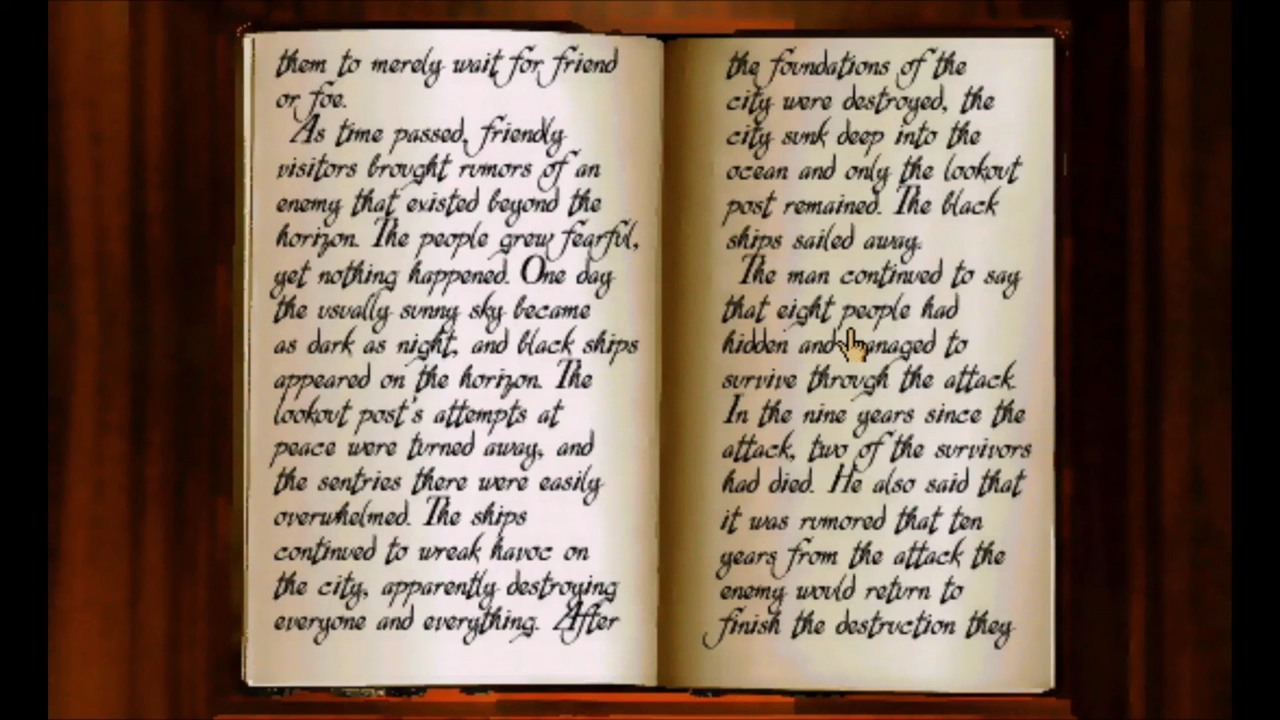 them to merely wait for friend
or foe.
As time passed, friendly
visitors brought rumors of an
enemy that existed beyond the
horizon. The people grew fearful,
yet nothing happened. One day
the usually sunny sky became
as dark as night, and black ships
appeared on the horizon. The
lookout post's attempts at
peace were turned away, and
the sentries there were easily
overwhelmed. The ships
continued to wreak havoc on
the city, apparently destroying
everyone and everything. After
the foundations of the
city were destroyed, the
city sunk deep into the
ocean and only the lookout
post remained. The black
ships sailed away.
The man continued to say
that eight people had
hidden and managed to
survive through the attack.
In the nine years since the
attack, two of the survivors
had died. He also said that
it was rumored that ten
years from the attack the
enemy would return to
finish the destruction they